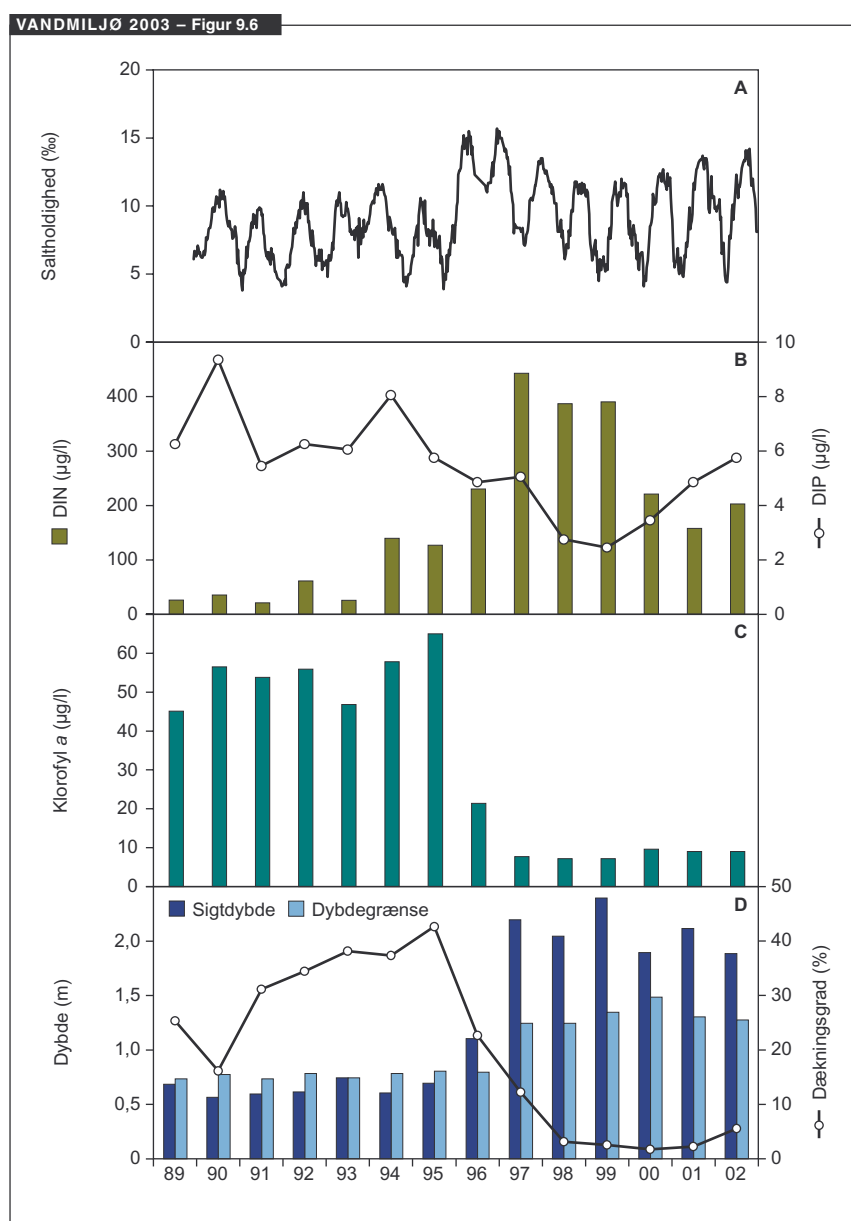 VANDMILJØ 2003 – Figur 9.6
A
Saltholdighed (‰)
20
15
10
5
0
B
DIN (µg/l)
400
300
200
100
0
10
8
6
4
2
0
DIP (µg/l)
C
Klorofyl a (µg/l)
60
50
40
30
20
10
0
D
Sigtdybde Dybdegrænse
Dybde (m)
2,0
1,5
1,0
0,5
0
50
40
30
20
10
0
Dækningsgrad (%)
89 90 91 92 93 94 95 96 97 98 99 00 01 02